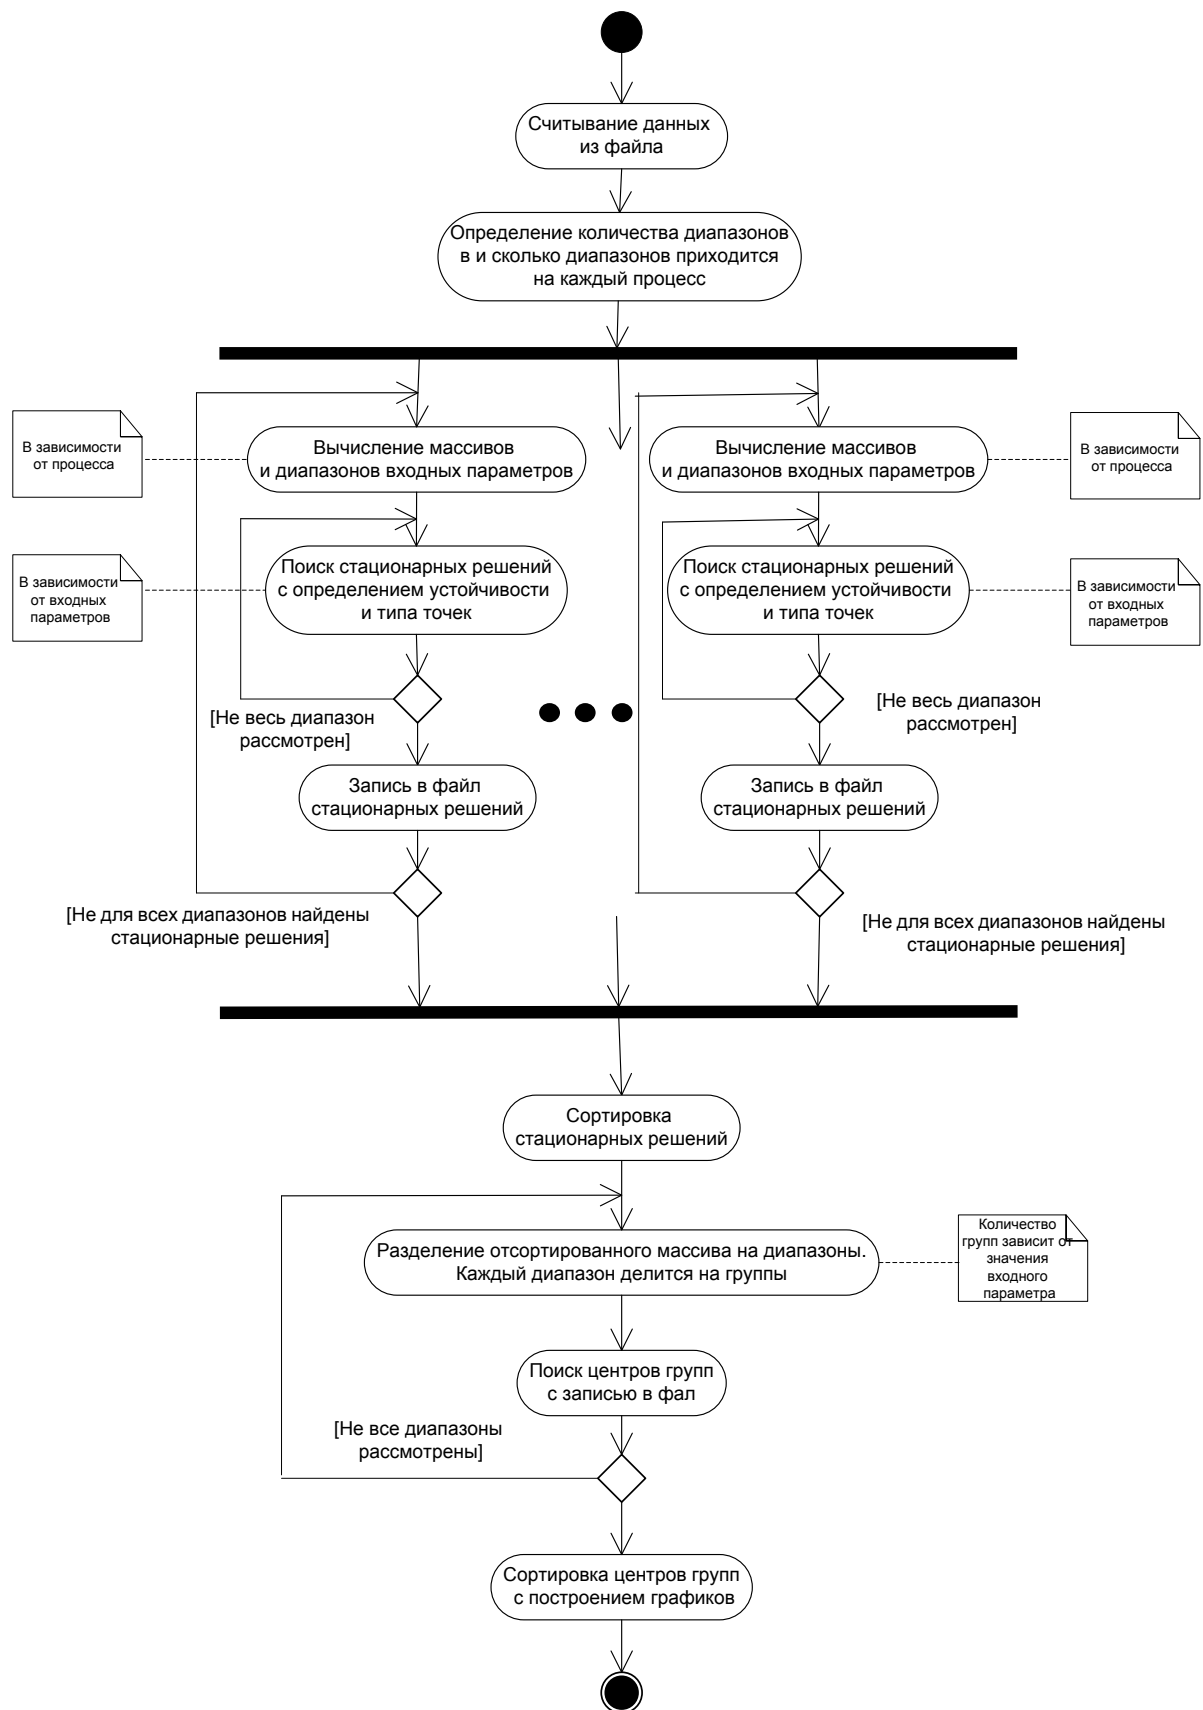 Считывание данных
из файла
Определение количества диапазонов
в и сколько диапазонов приходится
на каждый процесс
В зависимости
от процесса
Вычисление массивов
и диапазонов входных параметров
Вычисление массивов
и диапазонов входных параметров
В зависимости
от процесса
В зависимости
от входных
параметров
Поиск стационарных решений
с определением устойчивости
и типа точек
Поиск стационарных решений
с определением устойчивости
и типа точек
В зависимости
от входных
параметров
[Не весь диапазон
рассмотрен]
[Не весь диапазон
рассмотрен]
Запись в файл
стационарных решений
Запись в файл
стационарных решений
[Не для всех диапазонов найдены
стационарные решения]
[Не для всех диапазонов найдены
стационарные решения]
Сортировка
стационарных решений
Разделение отсортированного массива на диапазоны.
Каждый диапазон делится на группы
Количество
групп зависит от
значения
входного
параметра
Поиск центров групп
с записью в фал
[Не все диапазоны
рассмотрены]
Сортировка центров групп
с построением графиков